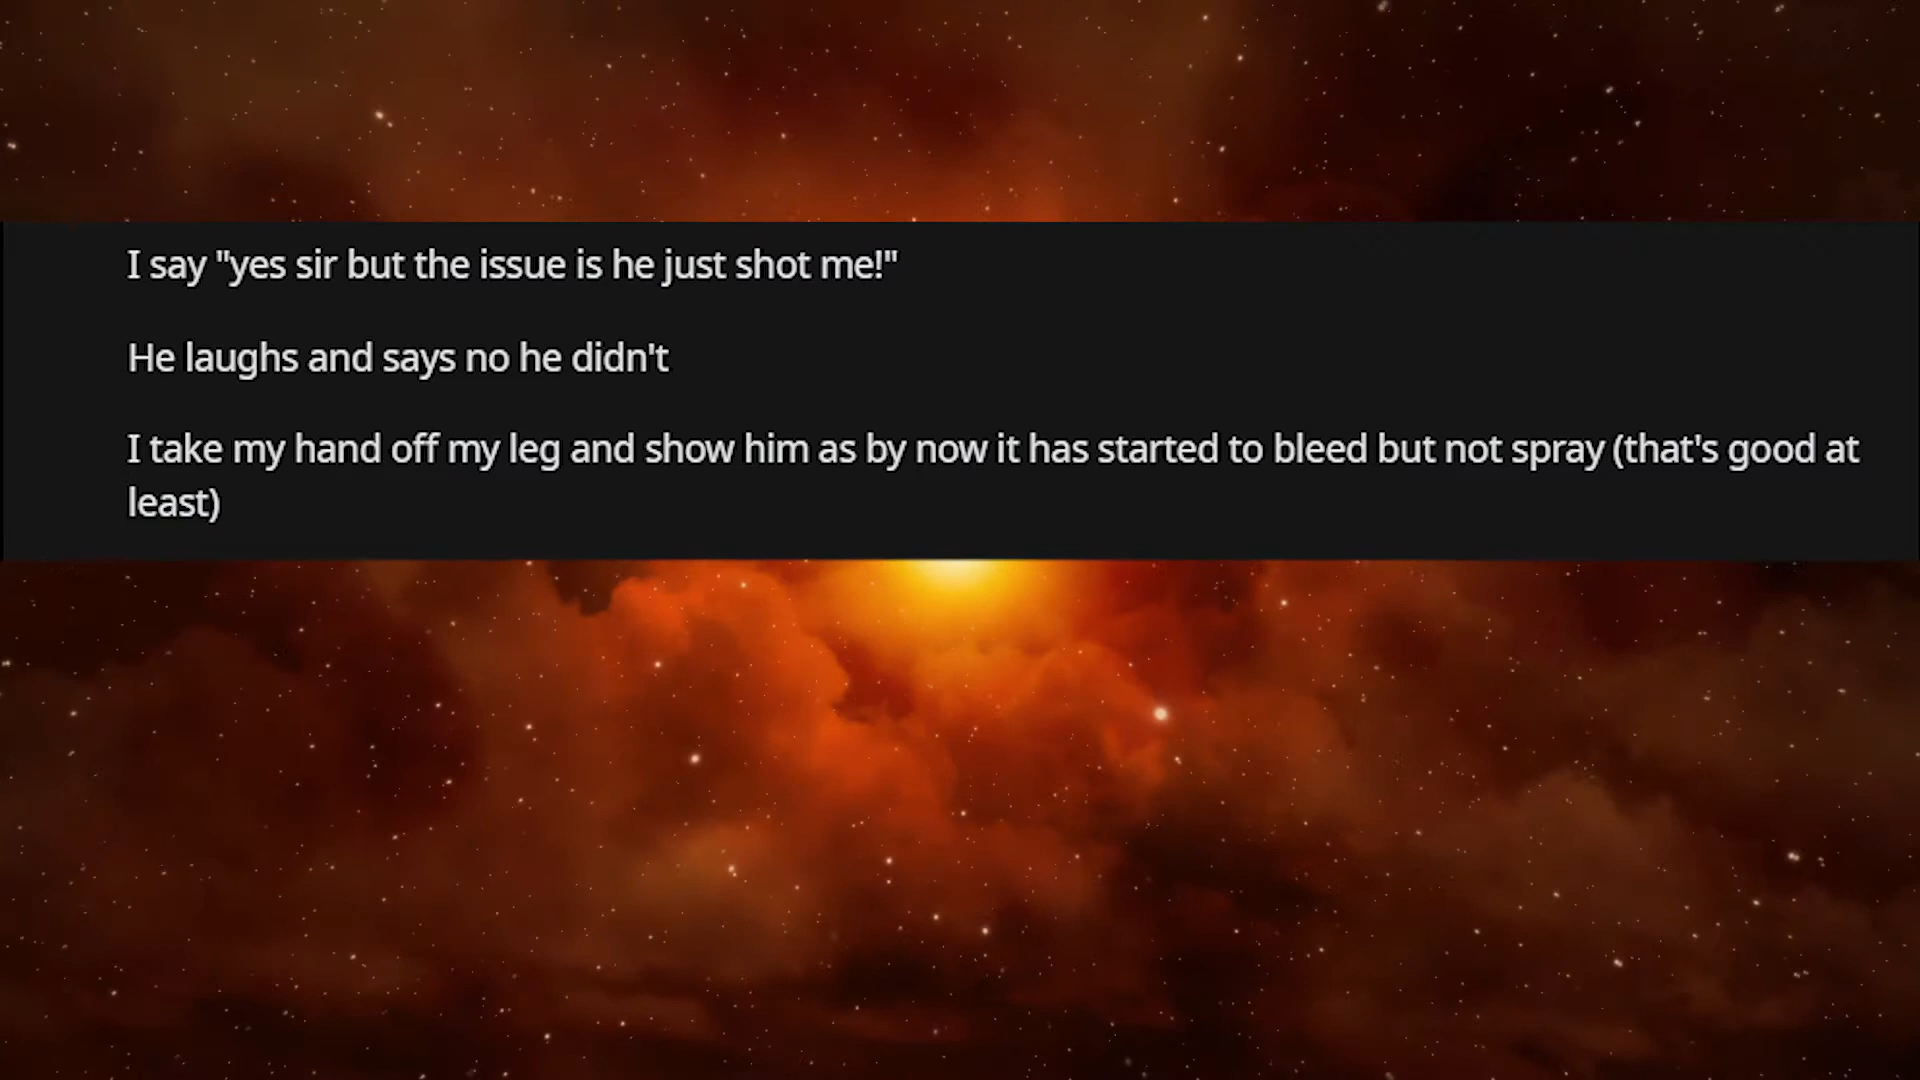 I say "yes sir but the issue is he just shot me!"
He laughs and says no he didn't
I take my hand off my leg and show him as by now it has started to bleed but not spray (that's good at
least)